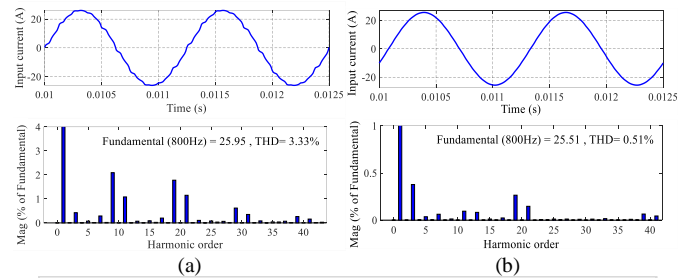 Input current (A)
20
0
-20
0.01 0.0105 0.011 0.0115 0.012 0.0125
Time (s)
Mag (% of Fundamental)
4
3
2
1
0
Fundamental (800Hz) = 25.95 , THD= 3.33%
0 5 10 15 20 25 30 35 40
Harmonic order
(a)
Input current (A)
20
0
-20
0.01 0.0105 0.011 0.0115 0.012 0.0125
Time (s)
Mag (% of Fundamental)
1
0.5
0
Fundamental (800Hz) = 25.51 , THD= 0.51%
0 5 10 15 20 25 30 35 40
Harmonic order
(b)